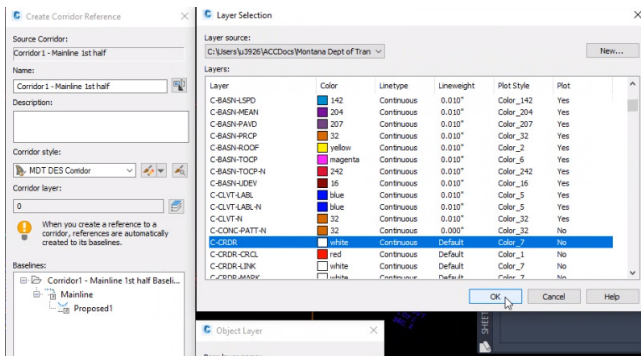 Create Corridor Reference
Source Corridor:
Corridor1 - Mainline 1st half
Name:
Corridor1 - Mainline 1st half
Description:
Corridor style:
MDT DES Corridor
Corridor layer:
0
When you create a reference to a
corridor, references are automatically
created to its baselines.
Baselines:
Corridor1 - Mainline 1st half Baseli...
Mainline
Proposed1
Layer Selection
Layer source:
C:\Users\u3926\ACCDocs\Montana Dept of Tran
New...
Layers:
Layer Color Linetype Lineweight Plot Style Plot
C-BASN-LSPD 142 Continuous 0.010" Color_142 Yes
C-BASN-MEAN 204 Continuous 0.010" Color_204 Yes
C-BASN-PAVD 207 Continuous 0.010" Color_207 Yes
C-BASN-PRCP 32 Continuous 0.010" Color_32 Yes
C-BASN-ROOF yellow Continuous 0.010" Color_2 Yes
C-BASN-TOCP magenta Continuous 0.010" Color_6 Yes
C-BASN-TOCP-N 242 Continuous 0.010" Color_242 Yes
C-BASN-UDEV 16 Continuous 0.010" Color_16 Yes
C-CLVT-LABL blue Continuous 0.010" Color_5 Yes
C-CLVT-LABL-N blue Continuous 0.010" Color_5 Yes
C-CLVT-N 32 Continuous 0.010" Color_32 Yes
C-CONC-PATT-N 32 Continuous 0.000" Color_32 Yes
C-CRDR white Continuous Default Color_7 No
C-CRDR-CRCL red Continuous Default Color_1 No
C-CRDR-LINK white Continuous Default Color_7 No
C-CRDR-MARK white Continuous Default Color_7 No
OK Cancel Help
Object Layer
SHEET